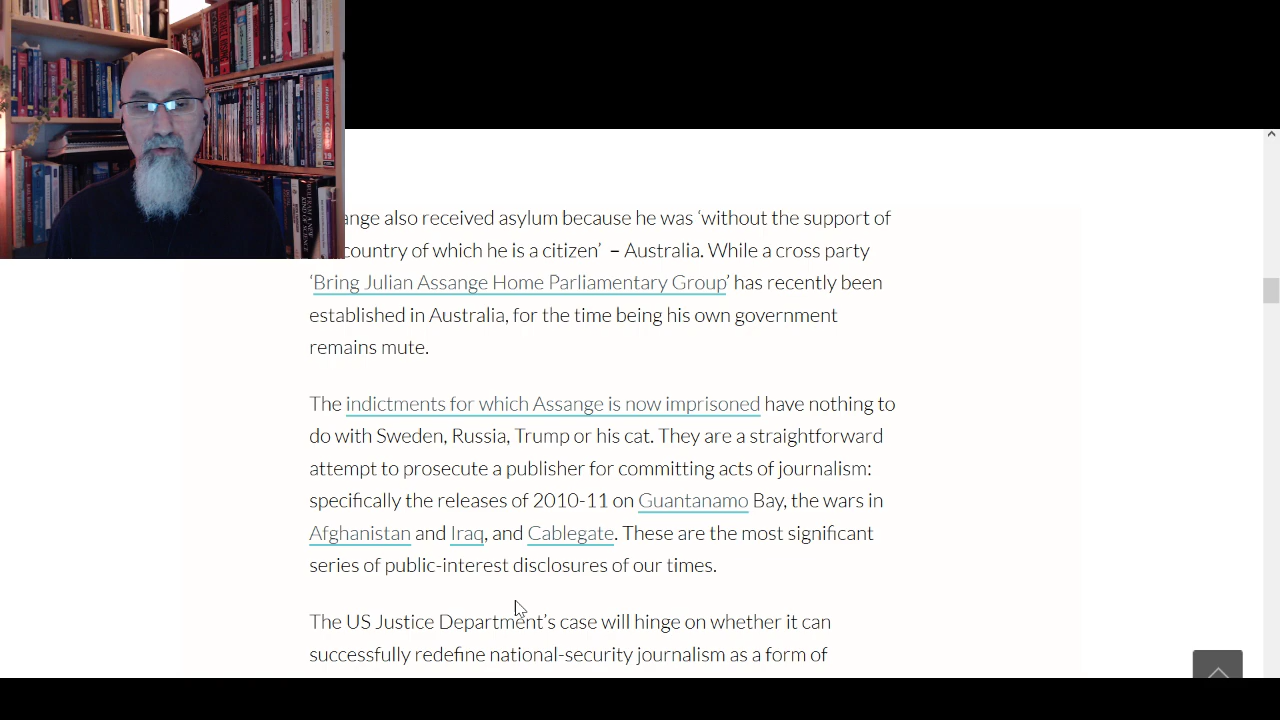 ange also received asylum because he was ‘without the support of
country of which he is a citizen’ – Australia. While a cross party
‘Bring Julian Assange Home Parliamentary Group’ has recently been
established in Australia, for the time being his own government
remains mute.
The indictments for which Assange is now imprisoned have nothing to
do with Sweden, Russia, Trump or his cat. They are a straightforward
attempt to prosecute a publisher for committing acts of journalism:
specifically the releases of 2010-11 on Guantanamo Bay, the wars in
Afghanistan and Iraq, and Cablegate. These are the most significant
series of public-interest disclosures of our times.
The US Justice Department’s case will hinge on whether it can
successfully redefine national-security journalism as a form of